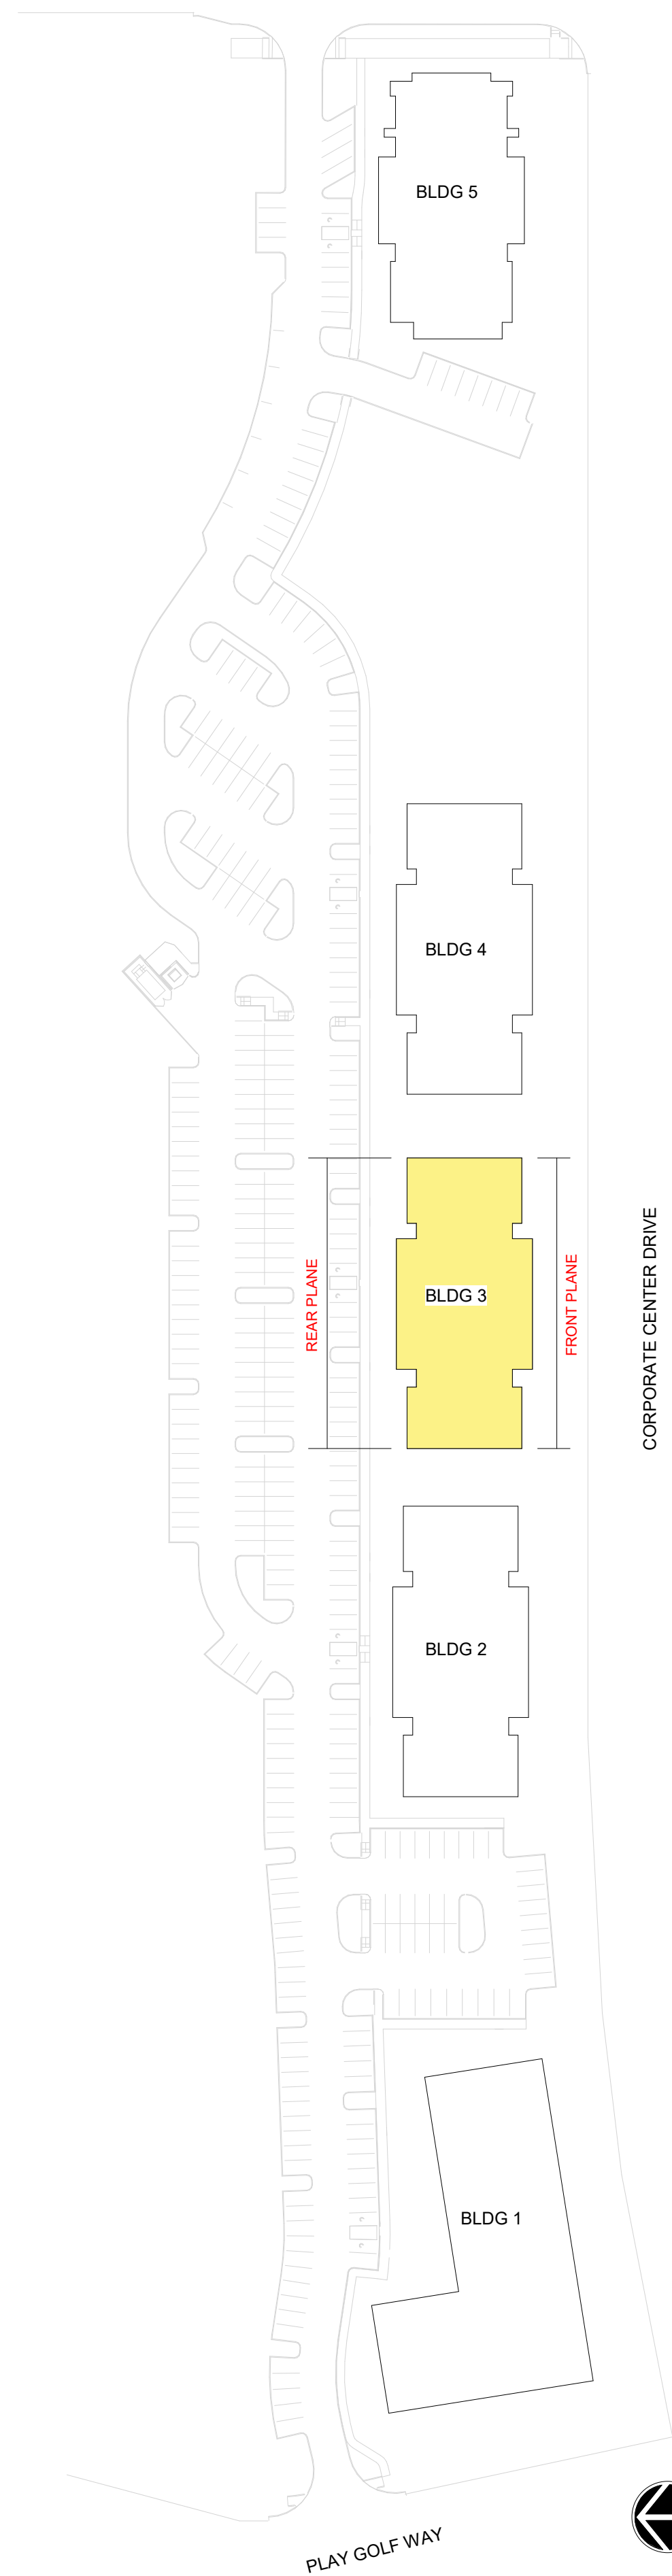 BLDG 5
BLDG 4
REAR PLANE
BLDG 3
FRONT PLANE
CORPORATE CENTER DRIVE
BLDG 2
BLDG 1
PLAY GOLF WAY